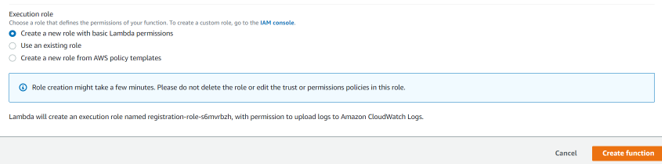 Execution role
Choose a role that defines the permissions of your function. To create a custom role, go to the IAM console.
Create a new role with basic Lambda permissions
Use an existing role
Create a new role from AWS policy templates
Role creation might take a few minutes. Please do not delete the role or edit the trust or permissions policies in this role.
Lambda will create an execution role named registration-role-s6mvrbzh, with permission to upload logs to Amazon CloudWatch Logs.
Cancel
Create function